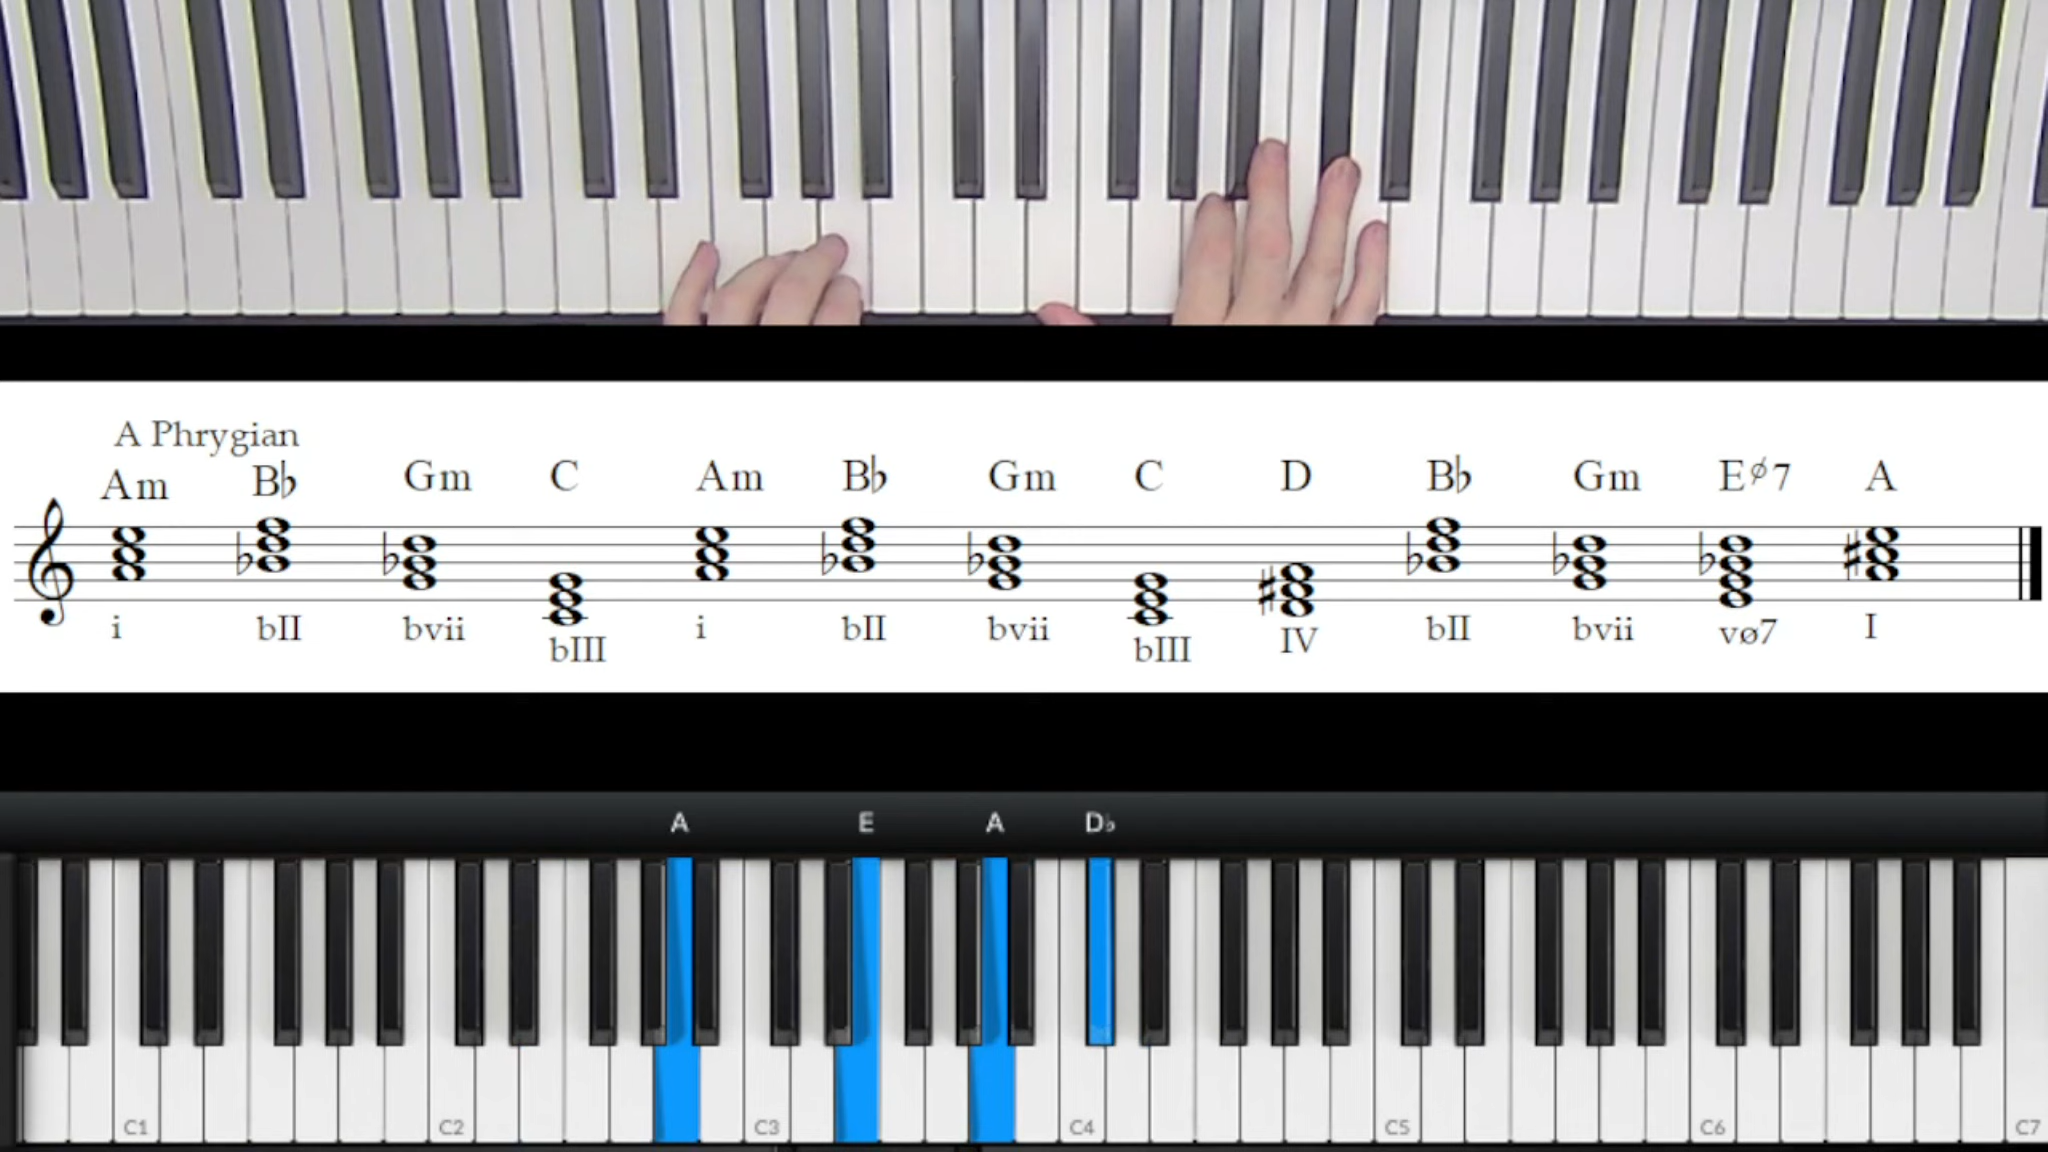 A Phrygian
Am B♭ Gm C Am B♭ Gm C D B♭ Gm Eø7 A
i bII bvii bIII i bII bvii bIII IV bII bvii vø7 I
A E A D♭
C1 C2 C3 C4 C5 C6 C7